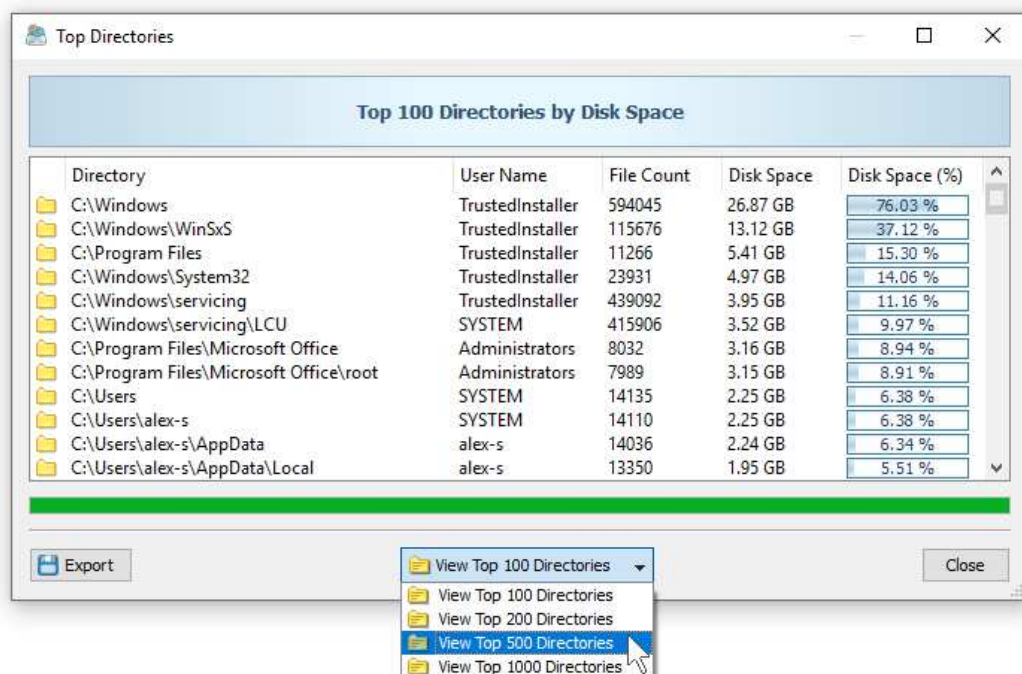 Top Directories
Top 100 Directories by Disk Space
Directory User Name File Count Disk Space Disk Space (%)
C:\Windows TrustedInstaller 594045 26.87 GB 76.03 %
C:\Windows\WinSxS TrustedInstaller 115676 13.12 GB 37.12 %
C:\Program Files TrustedInstaller 11266 5.41 GB 15.30 %
C:\Windows\System32 TrustedInstaller 23931 4.97 GB 14.06 %
C:\Windows\servicing TrustedInstaller 439092 3.95 GB 11.16 %
C:\Windows\servicing\LCU SYSTEM 415906 3.52 GB 9.97 %
C:\Program Files\Microsoft Office Administrators 8032 3.16 GB 8.94 %
C:\Program Files\Microsoft Office\root Administrators 7989 3.15 GB 8.91 %
C:\Users SYSTEM 14135 2.25 GB 6.38 %
C:\Users\alex-s SYSTEM 14110 2.25 GB 6.38 %
C:\Users\alex-s\AppData alex-s 14036 2.24 GB 6.34 %
C:\Users\alex-s\AppData\Local alex-s 13350 1.95 GB 5.51 %
Export View Top 100 Directories Close
View Top 100 Directories
View Top 200 Directories
View Top 500 Directories
View Top 1000 Directories